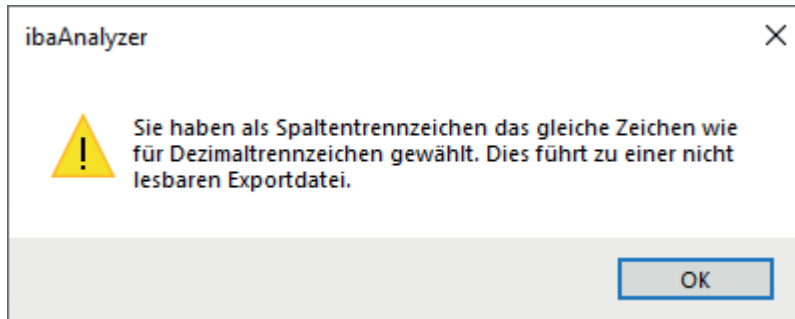 ibaAnalyzer
Sie haben als Spaltentrennzeichen das gleiche Zeichen wie
für Dezimaltrennzeichen gewählt. Dies führt zu einer nicht
lesbaren Exportdatei.
OK